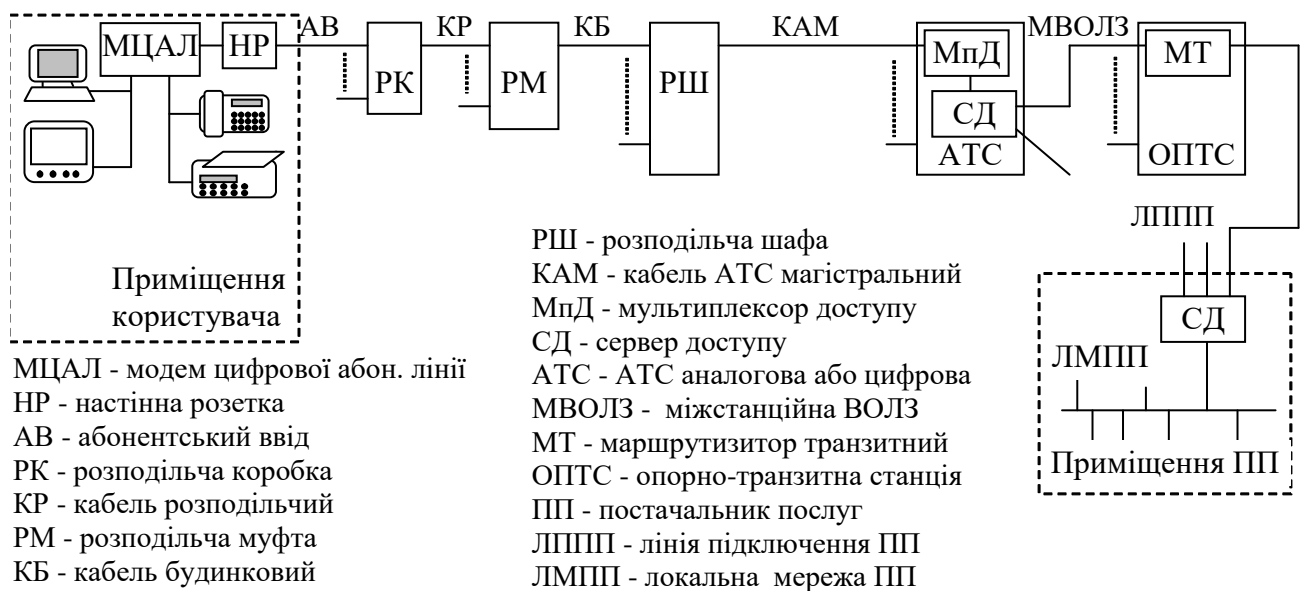 АВ КР КБ КАМ МВОЛЗ
МЦАЛ НР РК РМ РШ МпД МТ
СД
АТС ОПТС
ЛППП
Приміщення
користувача
СД
ЛМПП
Приміщення ПП
МЦАЛ - модем цифрової абон. лінії
НР - настінна розетка
АВ - абонентський ввід
РК - розподільча коробка
КР - кабель розподільчий
РМ - розподільча муфта
КБ - кабель будинковий
РШ - розподільча шафа
КАМ - кабель АТС магістральний
МпД - мультиплексор доступу
СД - сервер доступу
АТС - АТС аналогова або цифрова
МВОЛЗ - міжстанційна ВОЛЗ
МТ - маршрутизитор транзитний
ОПТС - опорно-транзитна станція
ПП - постачальник послуг
ЛППП - лінія підключення ПП
ЛМПП - локальна мережа ПП